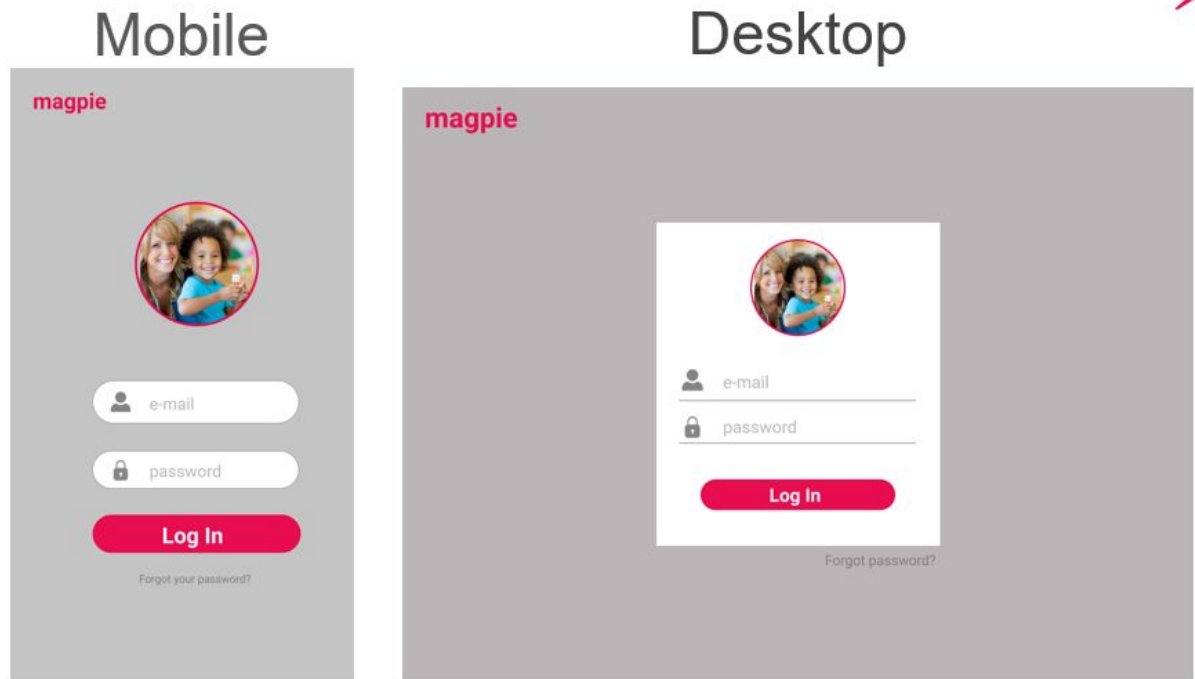 Mobile
magpie
e-mail
password
Log In
Forgot your password?
Desktop
magpie
e-mail
password
Log In
Forgot password?